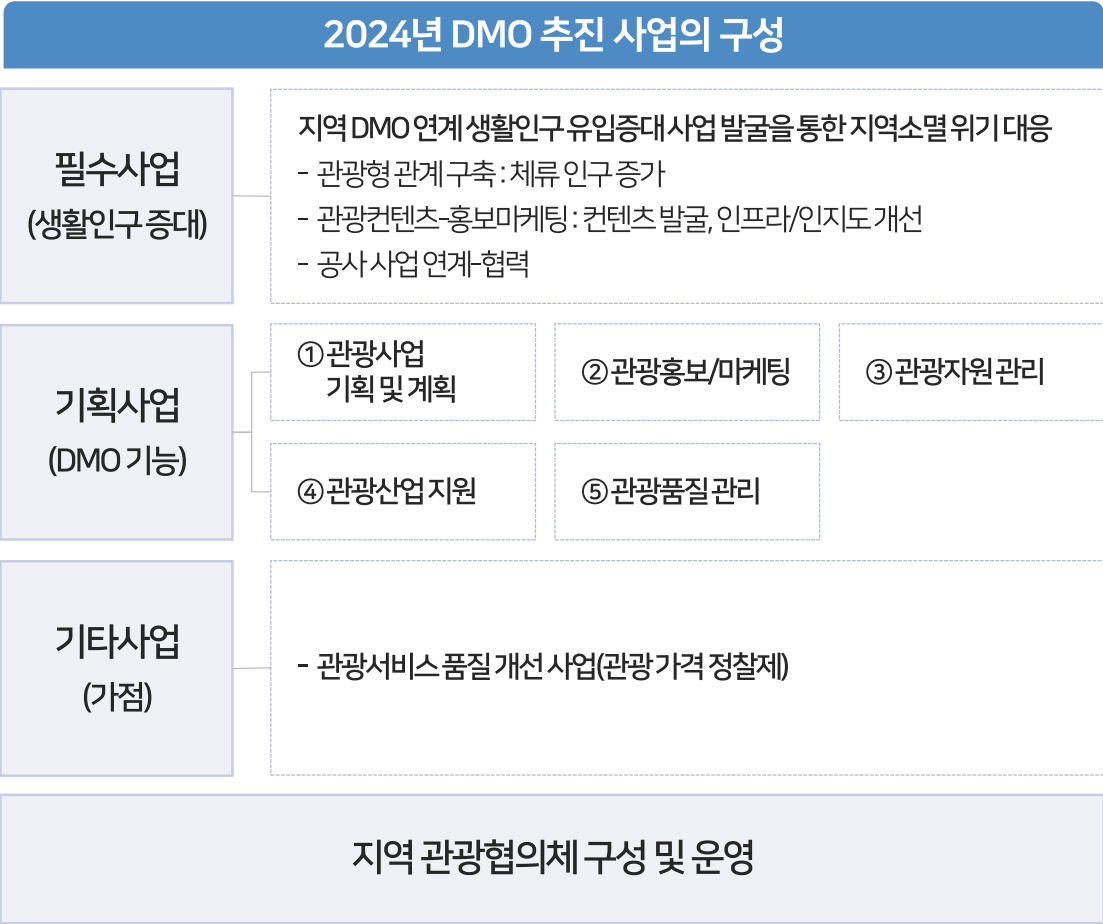 2024년 DMO 추진 사업의 구성
필수사업
(생활인구 증대)
지역 DMO 연계 생활인구 유입증대 사업 발굴을 통한 지역소멸 위기 대응
- 관광형 관계 구축 : 체류 인구 증가
- 관광컨텐츠-홍보마케팅 : 컨텐츠 발굴, 인프라/인지도 개선
- 공사 사업 연계-협력
기획사업
(DMO 기능)
① 관광사업
기획 및 계획
② 관광홍보/마케팅
③ 관광자원 관리
④ 관광산업 지원
⑤ 관광품질 관리
기타사업
(가점)
- 관광서비스 품질 개선 사업(관광 가격 정찰제)
지역 관광협의체 구성 및 운영